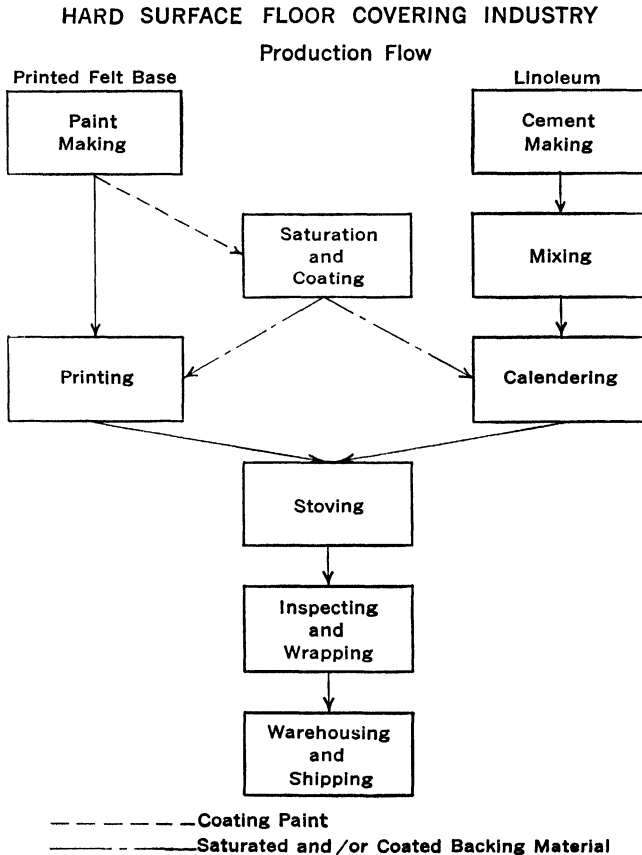 HARD SURFACE FLOOR COVERING INDUSTRY
Production Flow
Printed Felt Base
Linoleum
Paint
Making
Cement
Making
Saturation
and
Coating
Mixing
Printing
Calendering
Stoving
Inspecting
and
Wrapping
Warehousing
and
Shipping
Coating Paint
Saturated and/or Coated Backing Material